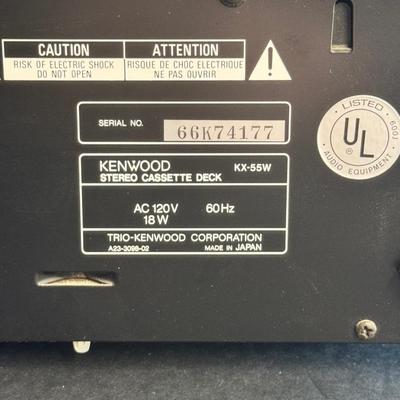 CAUTION
RISK OF ELECTRIC SHOCK
DO NOT OPEN
ATTENTION
RISQUE DE CHOC ELECTRIQUE
NE PAS OUVRIR
SERIAL NO. 66K74177
KENWOOD KX-55W
STEREO CASSETTE DECK
AC 120V 60Hz
18W
TRIO-KENWOOD CORPORATION
A23-3098-02 MADE IN JAPAN
LISTED
UL
®
AUDIO EQUIPMENT